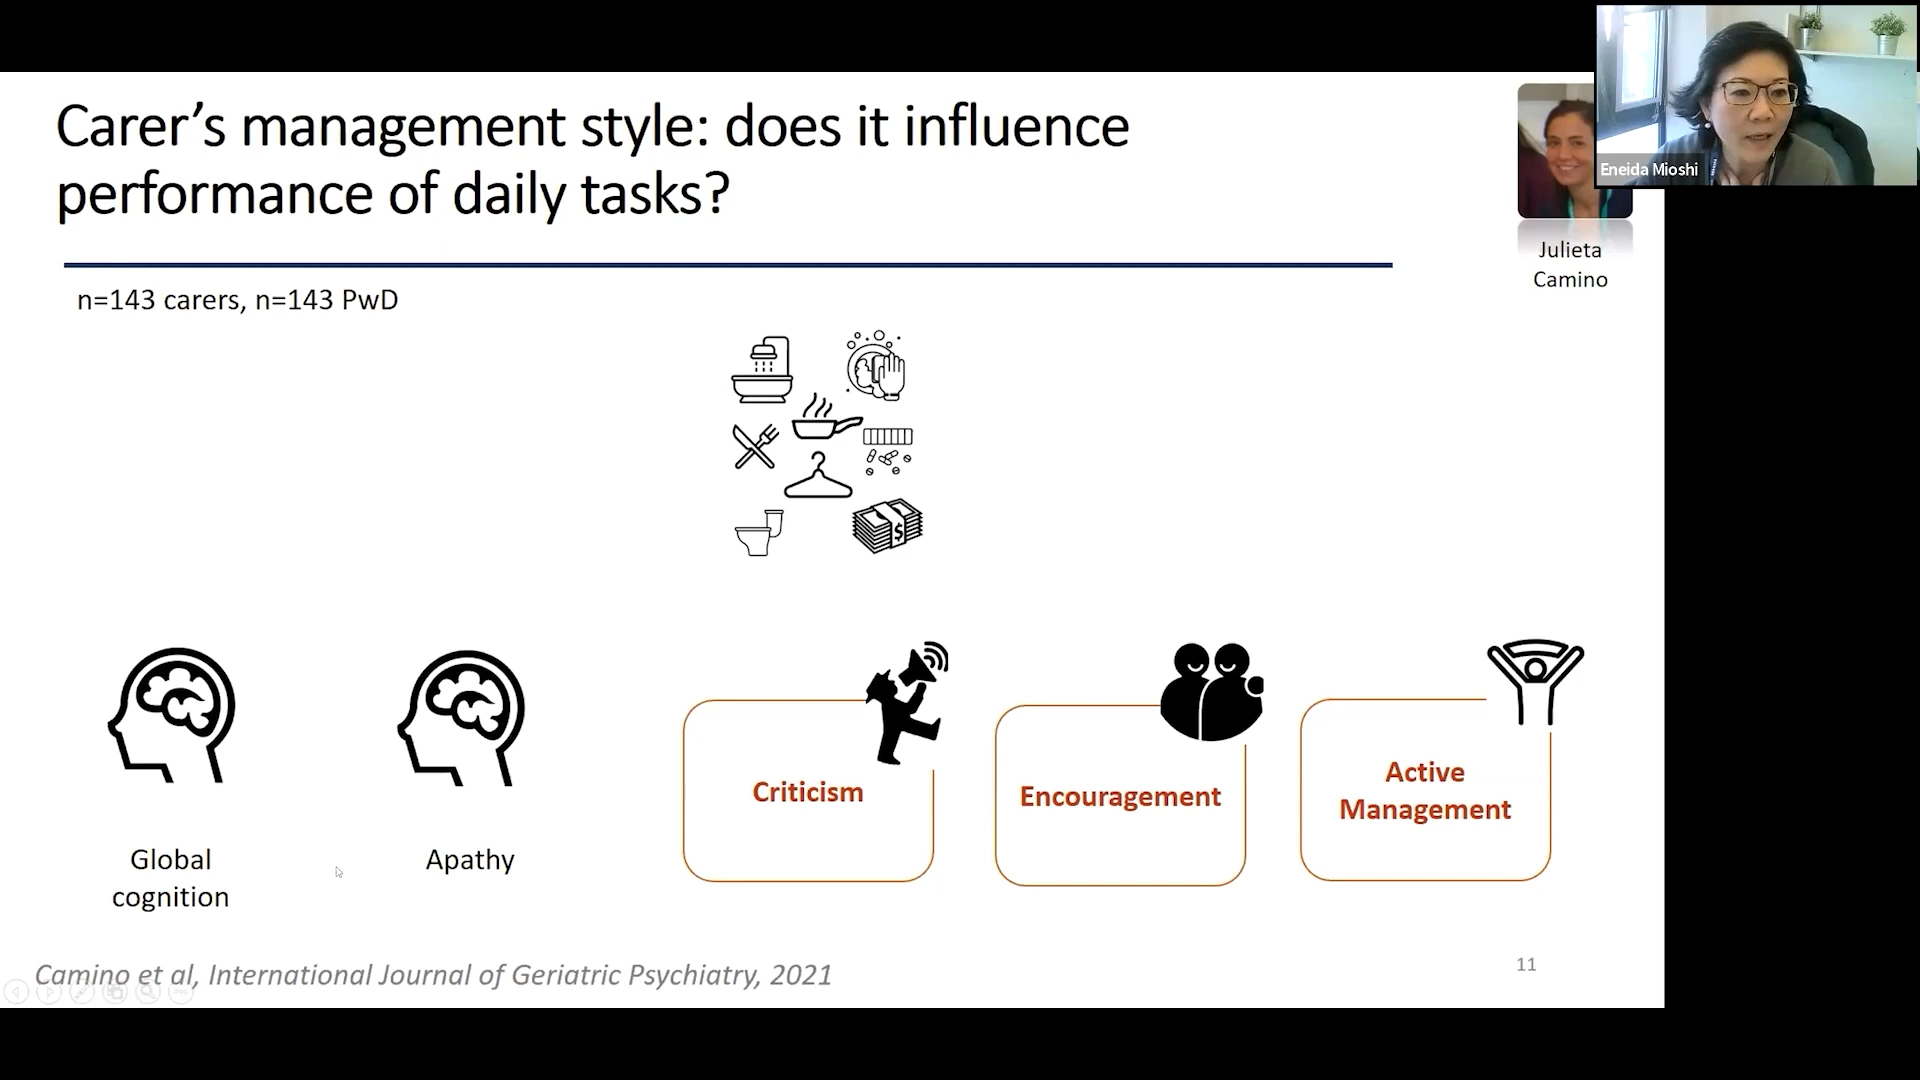 Carer’s management style: does it influence
performance of daily tasks?
Eneida Mioshi
Julieta
Camino
n=143 carers, n=143 PwD
$
Criticism
Encouragement
Active
Management
Global
cognition
Apathy
Camino et al, International Journal of Geriatric Psychiatry, 2021
11